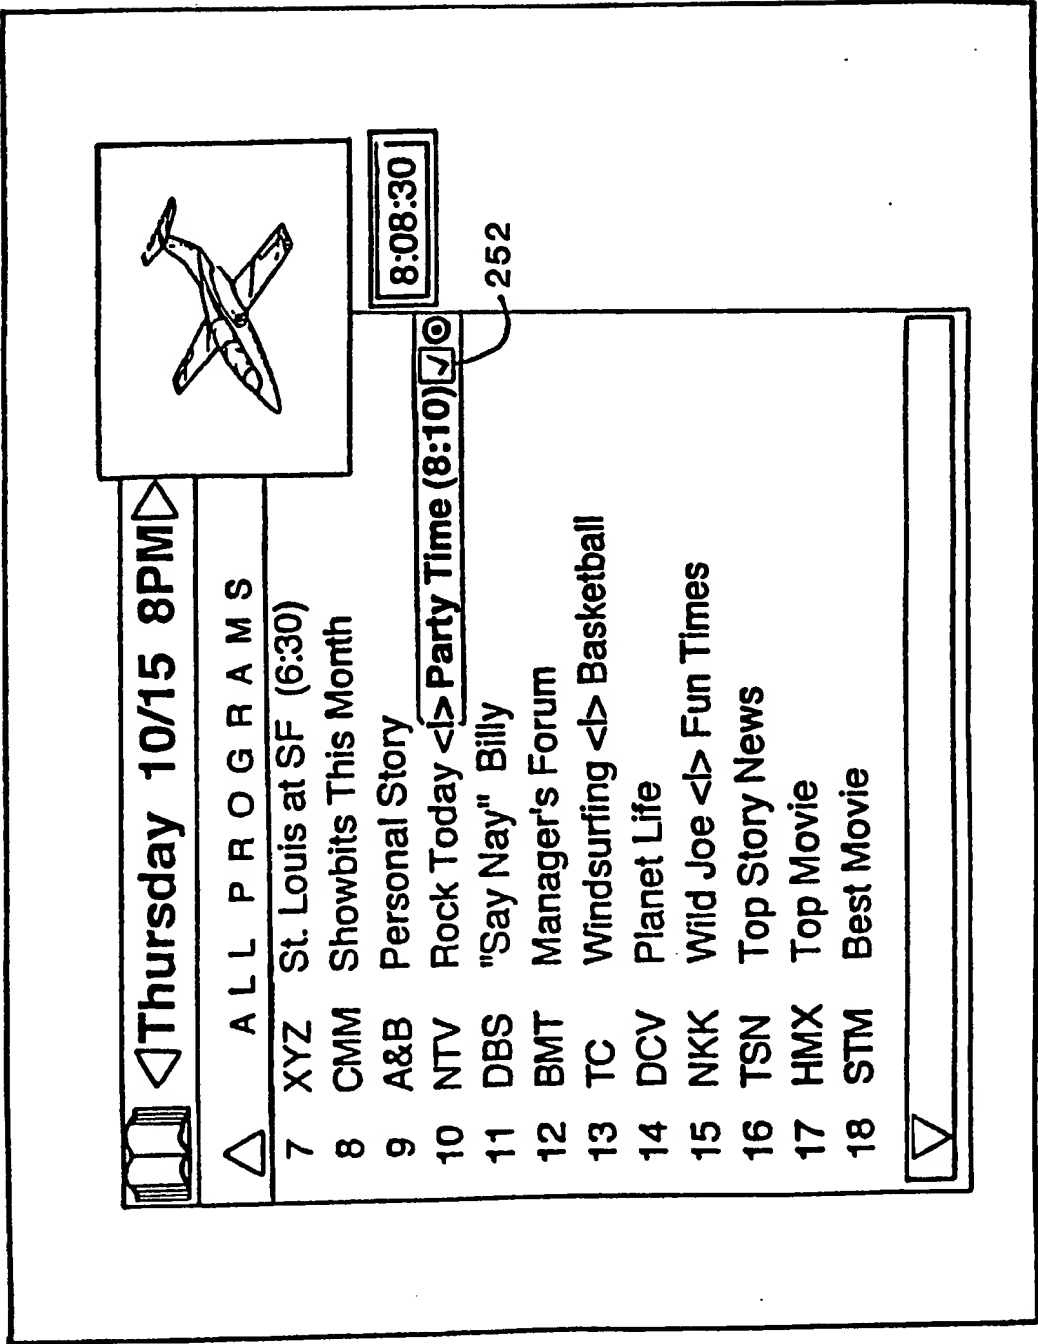 ◁Thursday 10/15 8PM▷
8:08:30
ALL PROGRAMS
7 XYZ St. Louis at SF (6:30)
8 CMM Showbits This Month
9 A&B Personal Story
10 NTV Rock Today <|> Party Time (8:10)
252
11 DBS "Say Nay" Billy
12 BMT Manager's Forum
13 TC Windsurfing <|> Basketball
14 DCV Planet Life
15 NKK Wild Joe <|> Fun Times
16 TSN Top Story News
17 HMX Top Movie
18 STM Best Movie